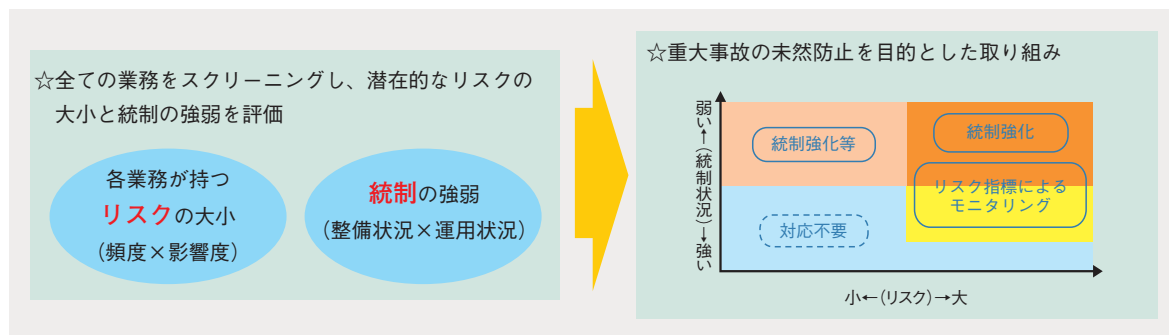 ☆全ての業務をスクリーニングし、潜在的なリスクの
大小と統制の強弱を評価
各業務が持つ
リスクの大小
(頻度×影響度)
統制の強弱
(整備状況×運用状況)
☆重大事故の未然防止を目的とした取り組み
弱い←(統制状況)→強い
統制強化等
統制強化
リスク指標による
モニタリング
対応不要
小←(リスク)→大